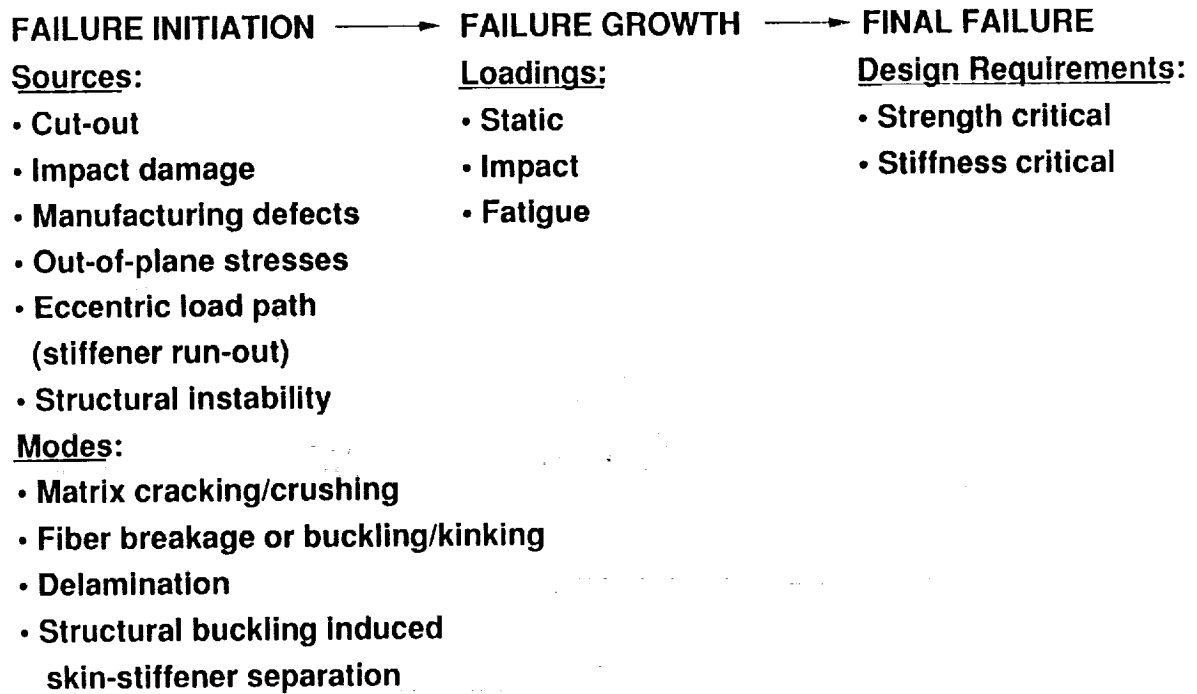 FAILURE INITIATION → FAILURE GROWTH → FINAL FAILURE
Sources:
• Cut-out
• Impact damage
• Manufacturing defects
• Out-of-plane stresses
• Eccentric load path
(stiffener run-out)
• Structural instability
Modes:
• Matrix cracking/crushing
• Fiber breakage or buckling/kinking
• Delamination
• Structural buckling induced
skin-stiffener separation
Loadings:
• Static
• Impact
• Fatigue
Design Requirements:
• Strength critical
• Stiffness critical